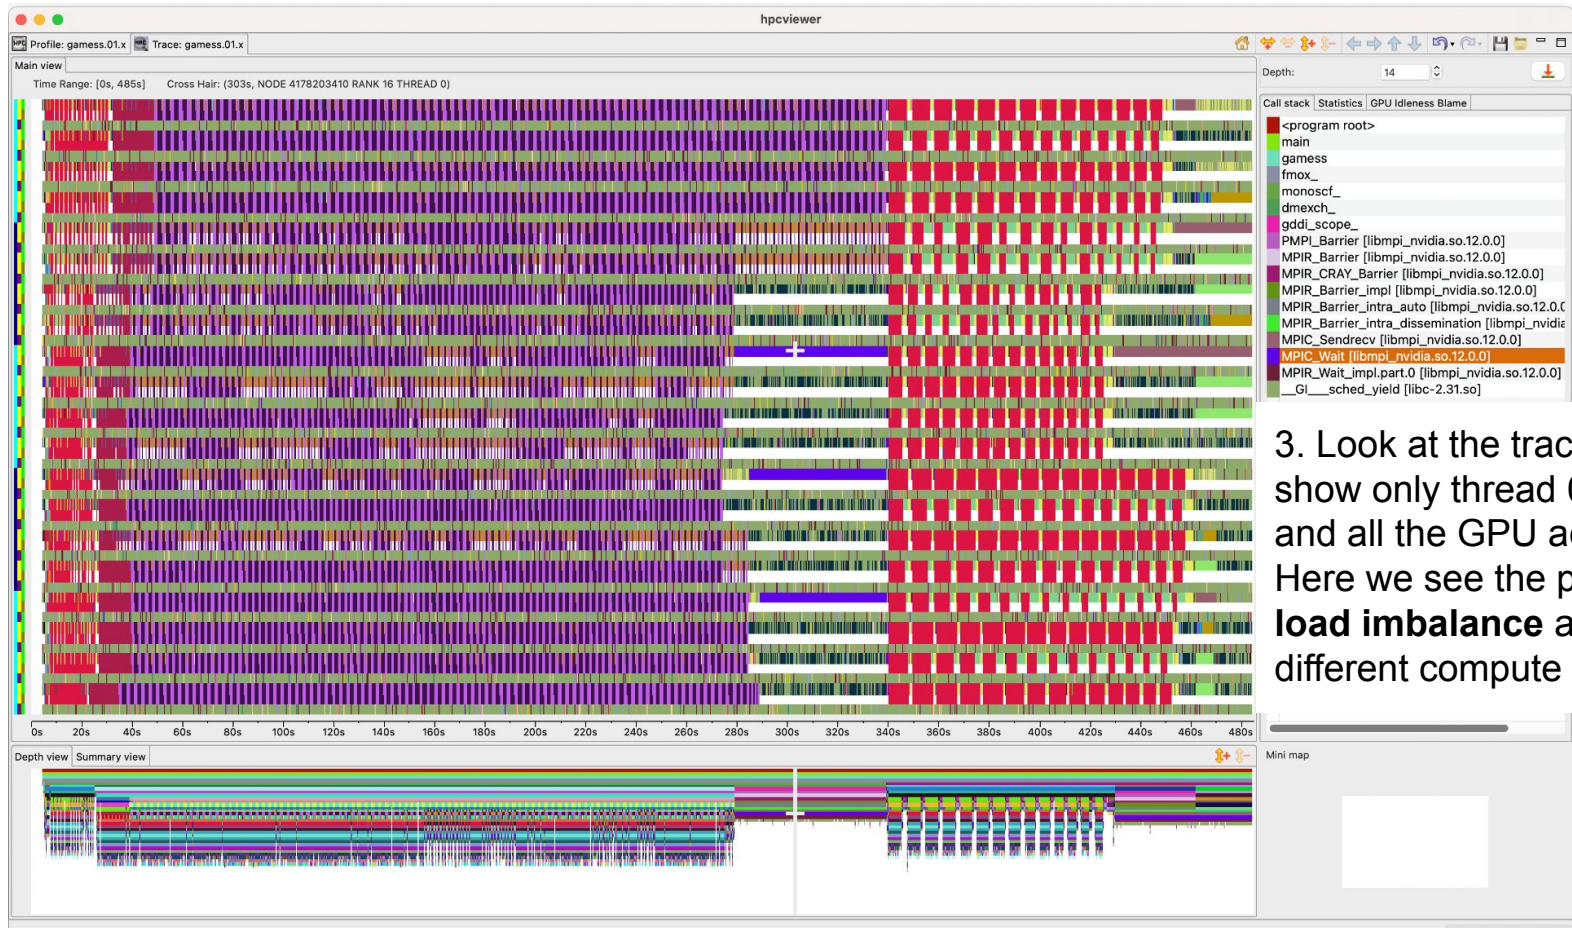 hpcviewer
Profile: gamess.01.x
Trace: gamess.01.x
Main view
Time Range: [0s, 485s] Cross Hair: (303s, NODE 4178203410 RANK 16 THREAD 0)
Depth: 14
Call stack Statistics GPU Idleness Blame
<program root>
main
gamess
fmox_
monoscf_
dmexch_
gddi_scope_
PMPI_Barrier [libmpi_nvidia.so.12.0.0]
MPIR_Barrier [libmpi_nvidia.so.12.0.0]
MPIR_CRAY_Barrier [libmpi_nvidia.so.12.0.0]
MPIR_Barrier_impl [libmpi_nvidia.so.12.0.0]
MPIR_Barrier_intra_auto [libmpi_nvidia.so.12.0.0
MPIR_Barrier_intra_dissemination [libmpi_nvidia
MPIC_Sendrecv [libmpi_nvidia.so.12.0.0]
MPIC_Wait [libmpi_nvidia.so.12.0.0]
MPIR_Wait_impl.part.0 [libmpi_nvidia.so.12.0.0]
__GI___sched_yield [libc-2.31.so]
3. Look at the trac
show only thread
and all the GPU a
Here we see the p
load imbalance a
different compute
0s 20s 40s 60s 80s 100s 120s 140s 160s 180s 200s 220s 240s 260s 280s 300s 320s 340s 360s 380s 400s 420s 440s 460s 480s
Depth view Summary view
Mini map